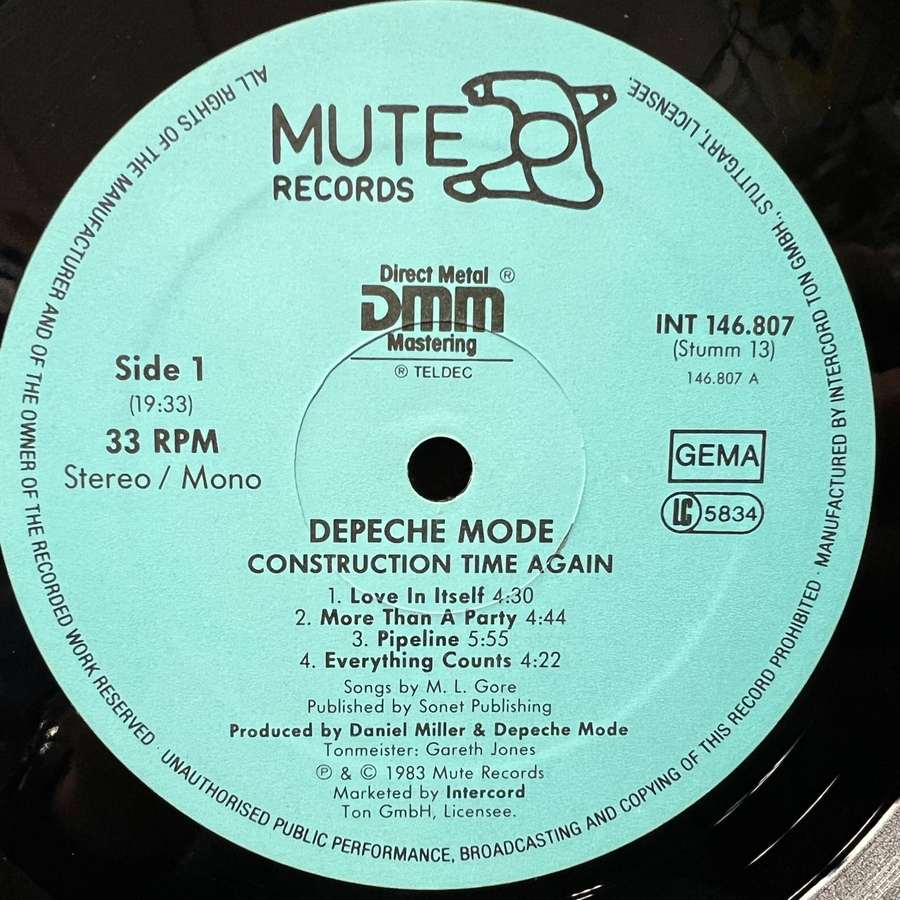 MUTE
RECORDS
Direct Metal ®
DMM
Mastering
® TELDEC
Side 1
(19:33)
33 RPM
Stereo / Mono
INT 146.807
(Stumm 13)
146.807 A
GEMA
LC 5834
DEPECHE MODE
CONSTRUCTION TIME AGAIN
1. Love In Itself 4:30
2. More Than A Party 4:44
3. Pipeline 5:55
4. Everything Counts 4:22
Songs by M. L. Gore
Published by Sonet Publishing
Produced by Daniel Miller & Depeche Mode
Tonmeister: Gareth Jones
℗ & © 1983 Mute Records
Marketed by Intercord
Ton GmbH, Licensee.
ALL RIGHTS OF THE MANUFACTURER AND OF THE OWNER OF THE RECORDED WORK RESERVED · UNAUTHORISED PUBLIC PERFORMANCE, BROADCASTING AND COPYING OF THIS RECORD PROHIBITED · MANUFACTURED BY INTERCORD TON GMBH., STUTTGART, LICENSEE.